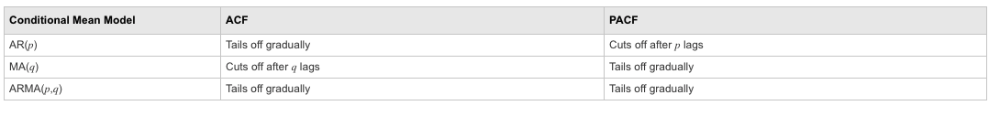 Conditional Mean Model ACF PACF
AR(p) Tails off gradually Cuts off after p lags
MA(q) Cuts off after q lags Tails off gradually
ARMA(p,q) Tails off gradually Tails off gradually